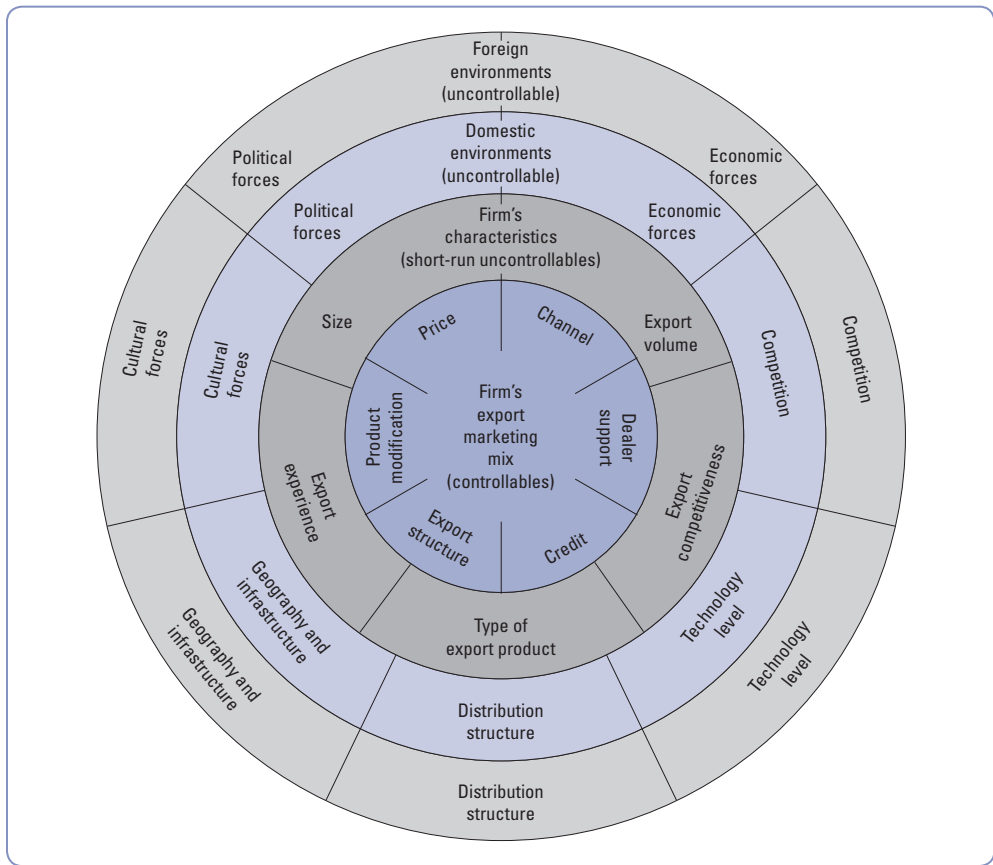 Foreign
environments
(uncontrollable)
Political
forces
Economic
forces
Cultural
forces
Competition
Geography and
infrastructure
Technology
level
Distribution
structure
Domestic
environments
(uncontrollable)
Political
forces
Economic
forces
Cultural
forces
Competition
Geography and
infrastructure
Technology
level
Distribution
structure
Firm's
characteristics
(short-run uncontrollables)
Size
Export
volume
Export
experience
Export
competitiveness
Type of
export product
Price
Channel
Product
modification
Dealer
support
Export
structure
Credit
Firm's
export
marketing
mix
(controllables)